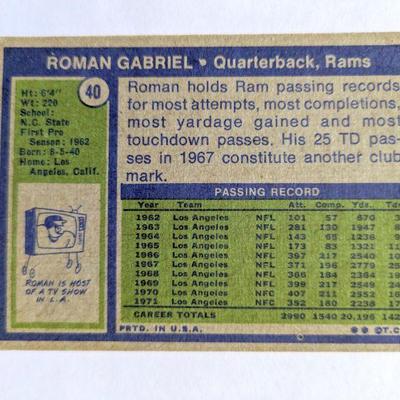 ROMAN GABRIEL • Quarterback, Rams
40
Ht: 6'4"
Wt: 220
School:
N.C. State
First Pro
Season: 1962
Born: 8-5-40
Home: Los
Angeles, Calif.
ROMAN IS HOST
OF A TV SHOW
IN L.A.
Roman holds Ram passing records
for most attempts, most completions,
most yardage gained and most
touchdown passes. His 25 TD pas-
ses in 1967 constitute another club
mark.
PASSING RECORD
Year Team Lea. Att. Com. Yds.
1962 Los Angeles NFL 101 57 670
1963 Los Angeles NFL 281 130 1947
1964 Los Angeles NFL 143 65 1236
1965 Los Angeles NFL 173 83 1321
1966 Los Angeles NFL 397 217 2540
1967 Los Angeles NFL 371 196 2779
1968 Los Angeles NFL 366 184 2364
1969 Los Angeles NFL 399 217 2549
1970 Los Angeles NFC 407 211 2552
1971 Los Angeles NFC 352 180 2238
CAREER TOTALS 2990 1540 20,196
PRTD. IN U.S.A.
©T.C.